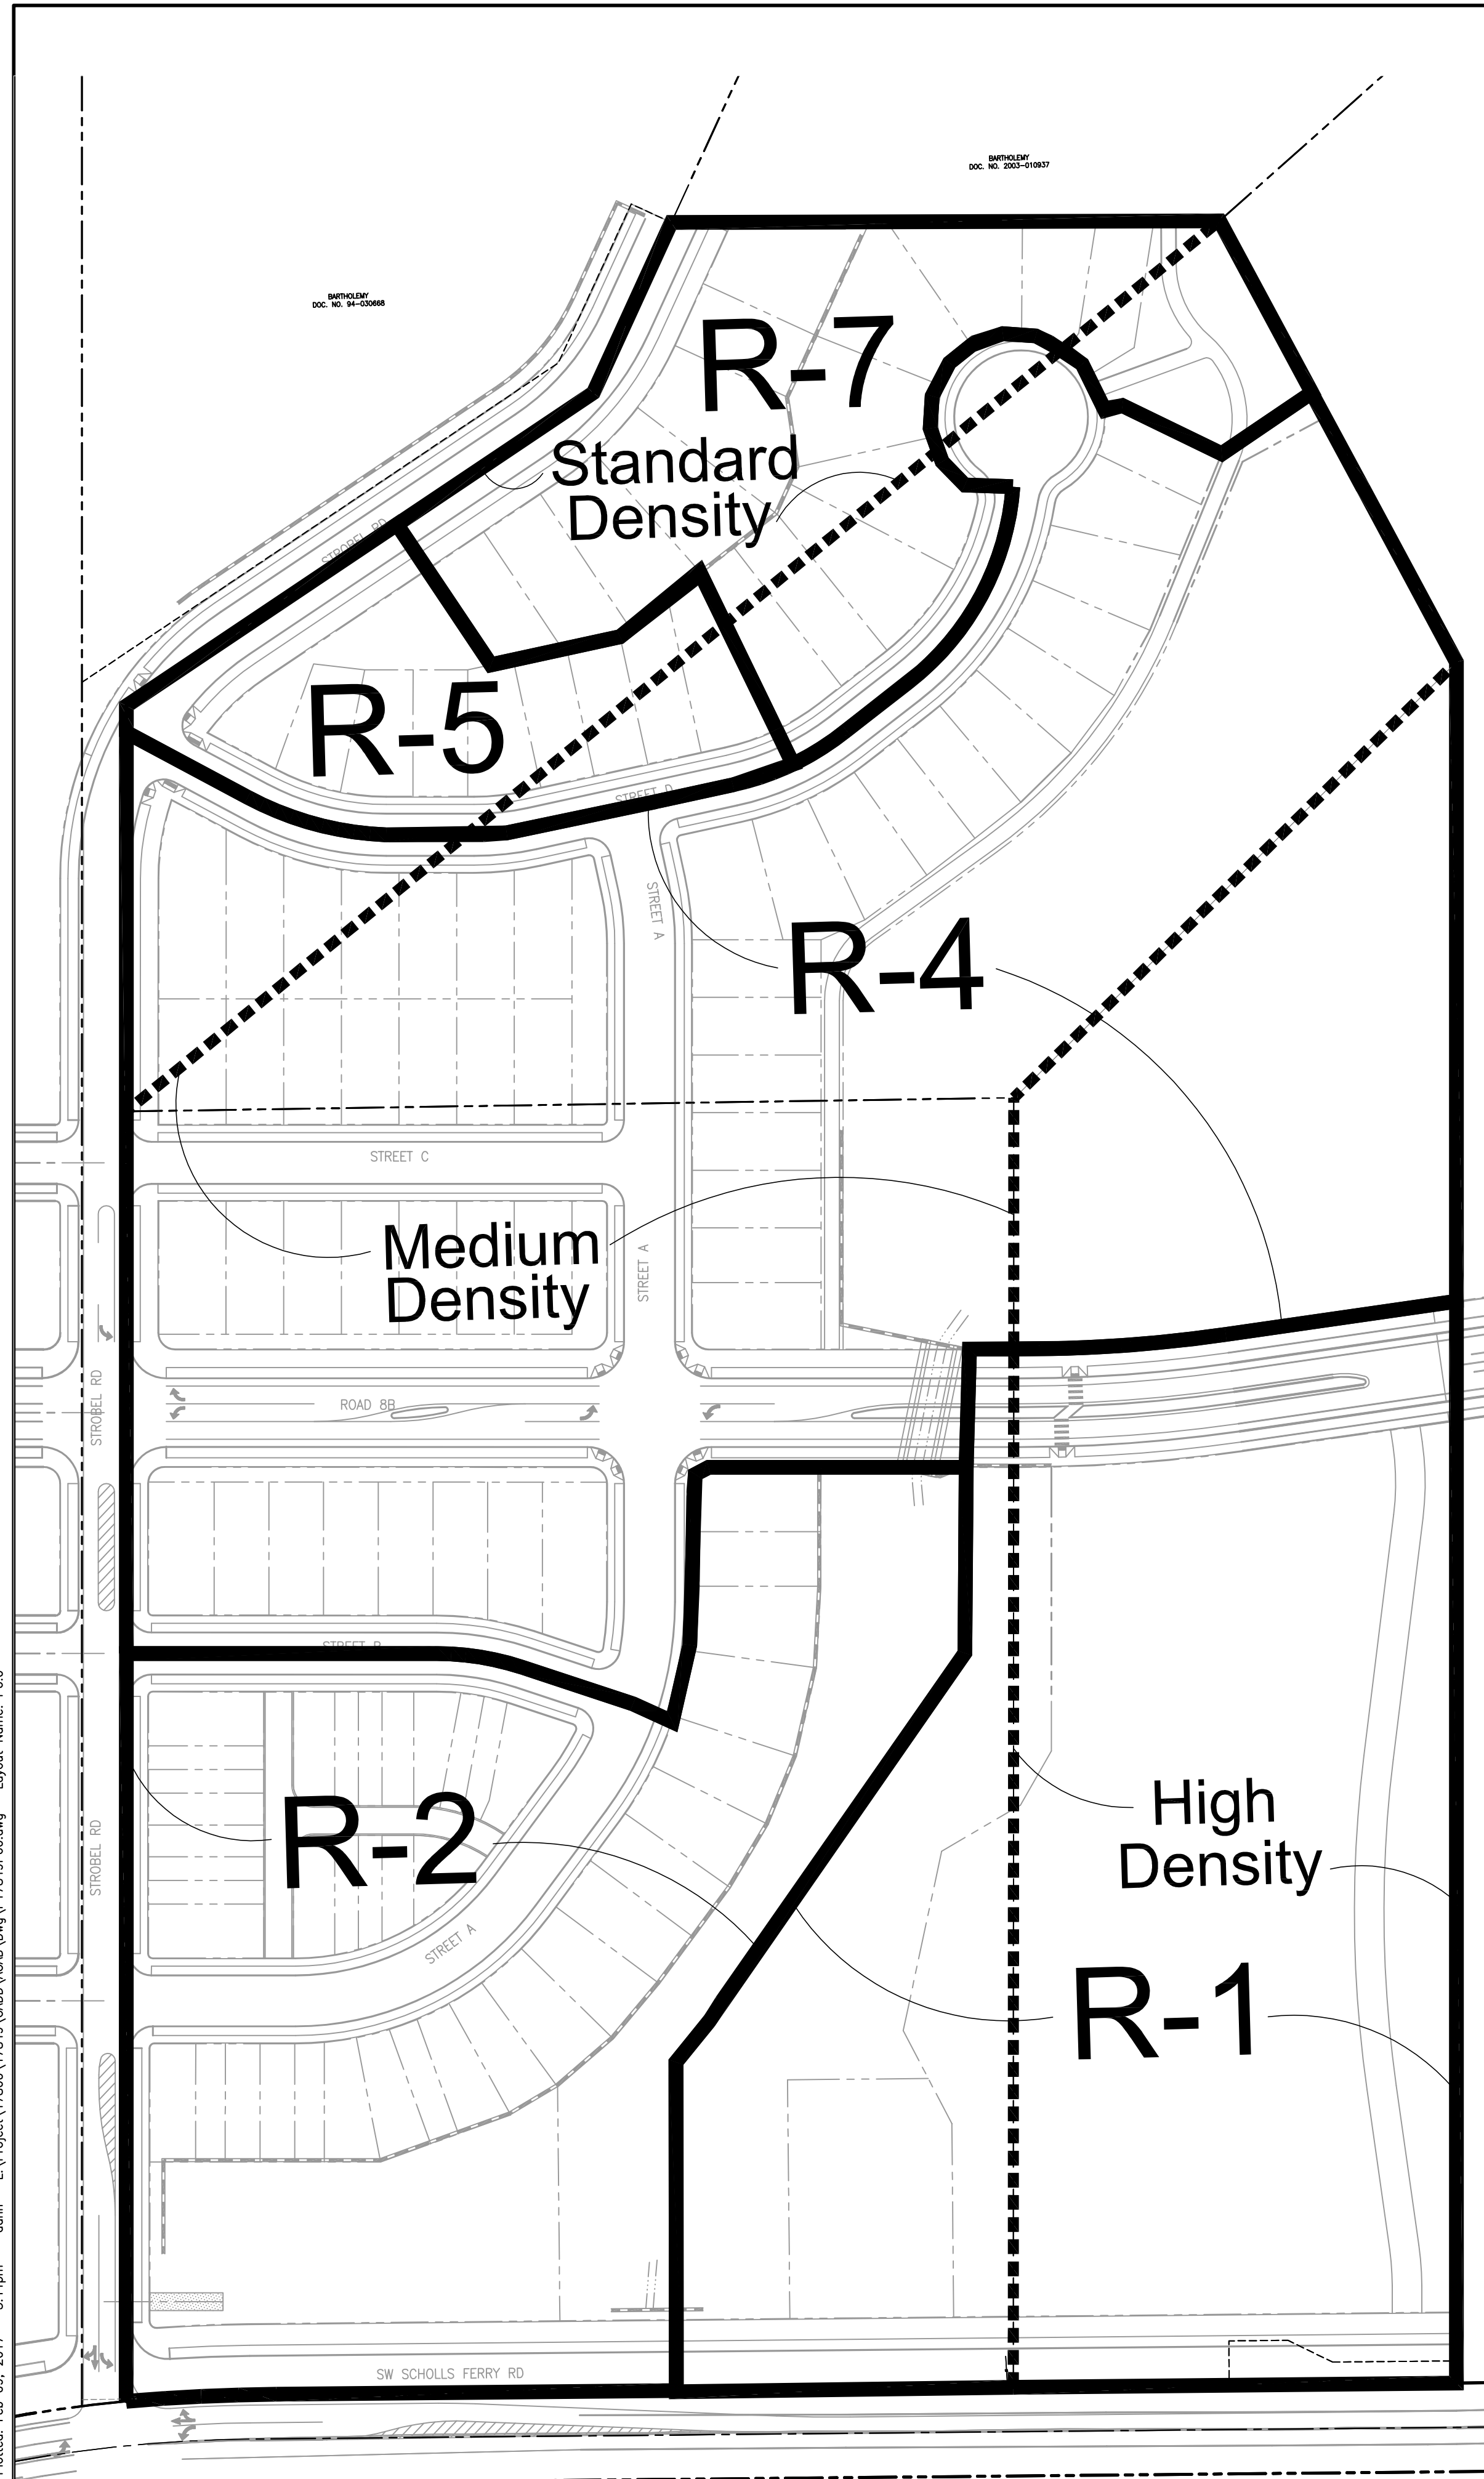 BARTHOLEMY
DOC. NO. 2003-010937
BARTHOLEMY
DOC. NO. 94-030668
R-7
Standard
Density
STROBEL RD
R-5
STREET D
STREET A
R-4
STREET C
Medium
Density
STREET A
STROBEL RD
ROAD 8B
STREET B
High
Density
R-2
STROBEL RD
STREET A
R-1
SW SCHOLLS FERRY RD